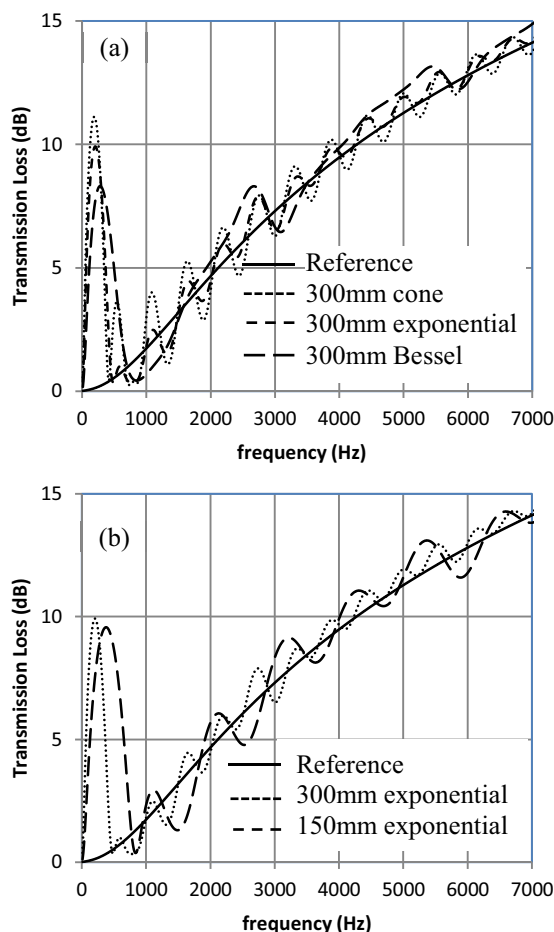 15
(a)
10
Transmission Loss (dB)
5
Reference
300mm cone
300mm exponential
300mm Bessel
0
0 1000 2000 3000 4000 5000 6000 7000
frequency (Hz)
15
(b)
10
Transmission Loss (dB)
5
Reference
300mm exponential
150mm exponential
0
0 1000 2000 3000 4000 5000 6000 7000
frequency (Hz)